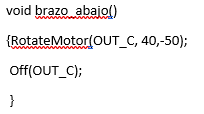 void brazo_abajo()
{RotateMotor(OUT_C, 40,-50);
Off(OUT_C);
}